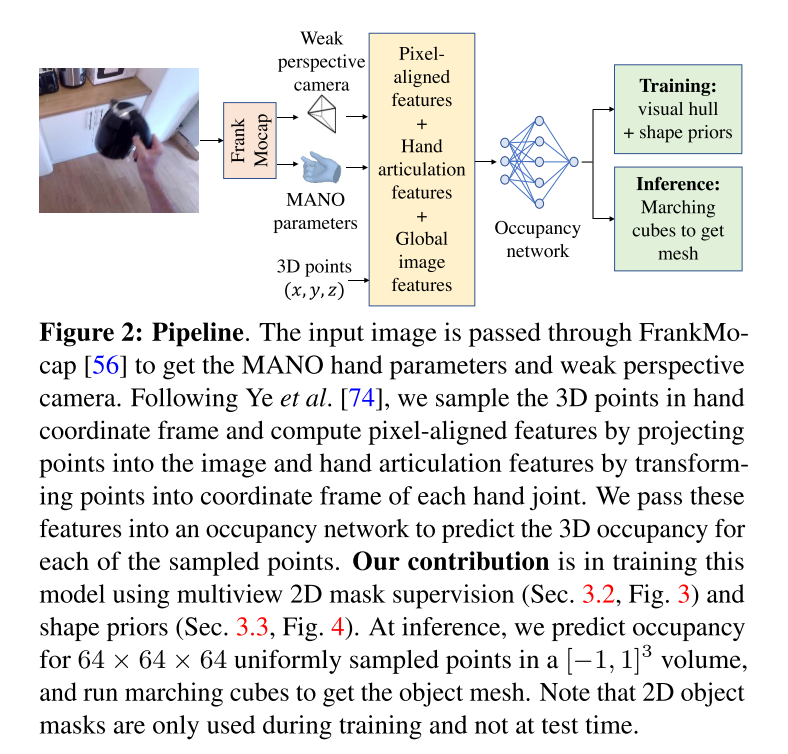 Weak
perspective
camera
Frank
Mocap
MANO
parameters
3D points
(x, y, z)
Pixel-
aligned
features
+
Hand
articulation
features
+
Global
image
features
Occupancy
network
Training:
visual hull
+ shape priors
Inference:
Marching
cubes to get
mesh
Figure 2: Pipeline. The input image is passed through FrankMo-
cap [56] to get the MANO hand parameters and weak perspective
camera. Following Ye et al. [74], we sample the 3D points in hand
coordinate frame and compute pixel-aligned features by projecting
points into the image and hand articulation features by transform-
ing points into coordinate frame of each hand joint. We pass these
features into an occupancy network to predict the 3D occupancy for
each of the sampled points. Our contribution is in training this
model using multiview 2D mask supervision (Sec. 3.2, Fig. 3) and
shape priors (Sec. 3.3, Fig. 4). At inference, we predict occupancy
for 64 × 64 × 64 uniformly sampled points in a [−1, 1]³ volume,
and run marching cubes to get the object mesh. Note that 2D object
masks are only used during training and not at test time.